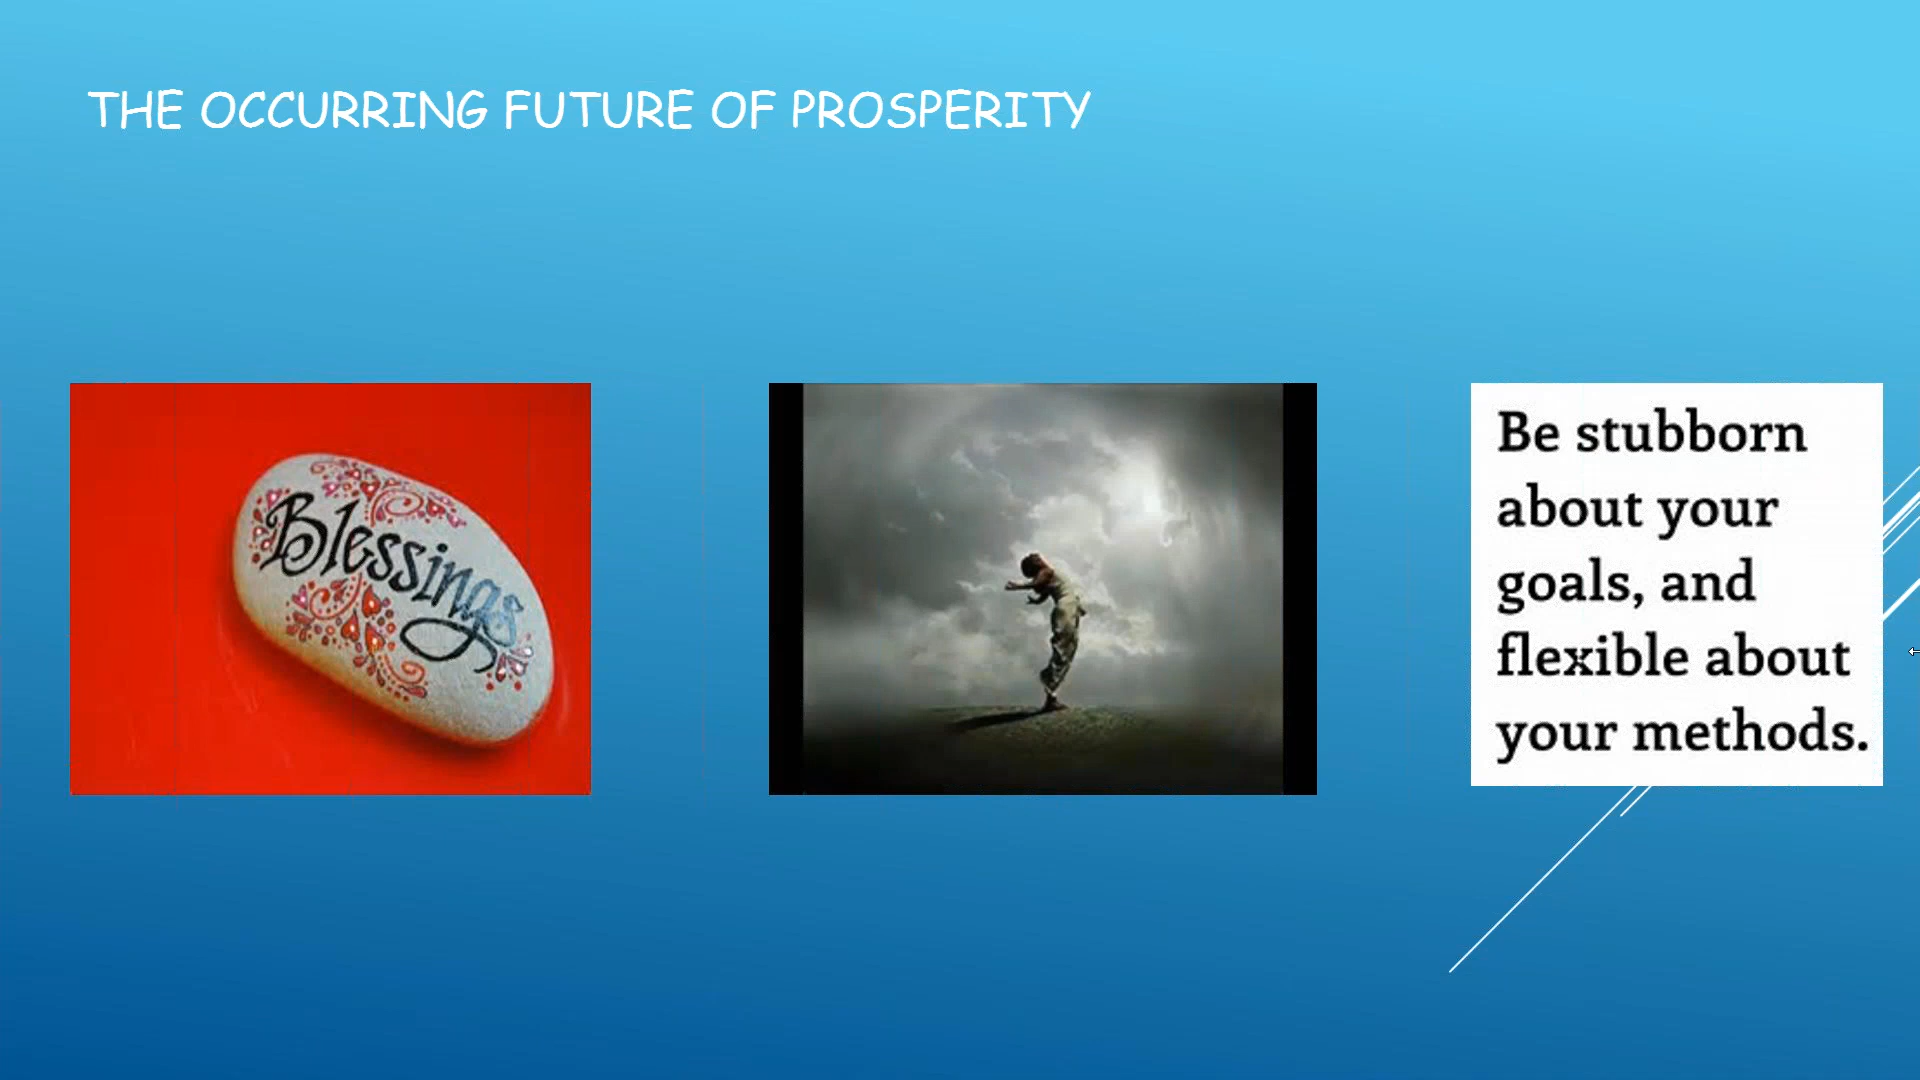 THE OCCURRING FUTURE OF PROSPERITY
Blessings
Be stubborn
about your
goals, and
flexible about
your methods.